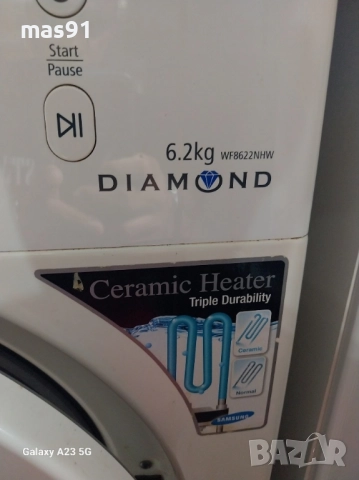 mas91
Start
Pause
6.2kg WF8622NHW
DIAMOND
Ceramic Heater
Triple Durability
Ceramic
Normal
SAMSUNG
Galaxy A23 5G
BAZAR